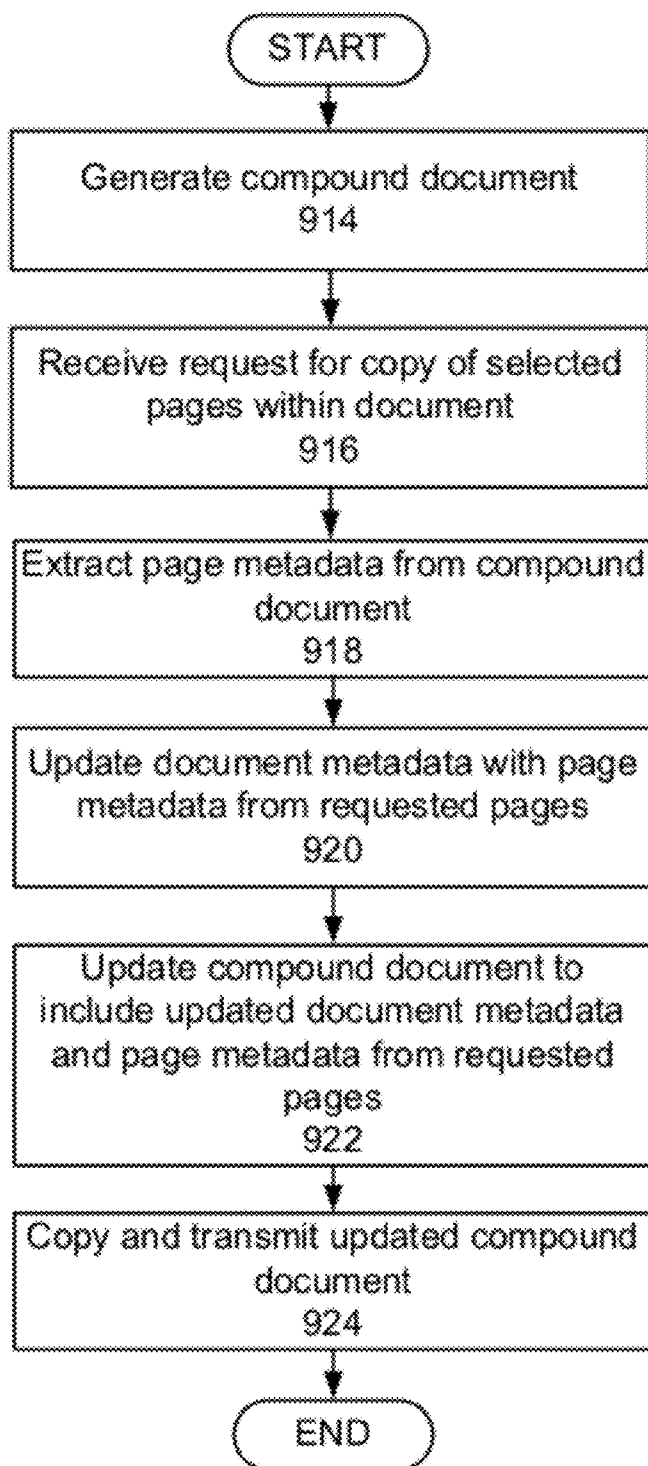 START
Generate compound document
914
Receive request for copy of selected
pages within document
916
Extract page metadata from compound
document
918
Update document metadata with page
metadata from requested pages
920
Update compound document to
include updated document metadata
and page metadata from requested
pages
922
Copy and transmit updated compound
document
924
END